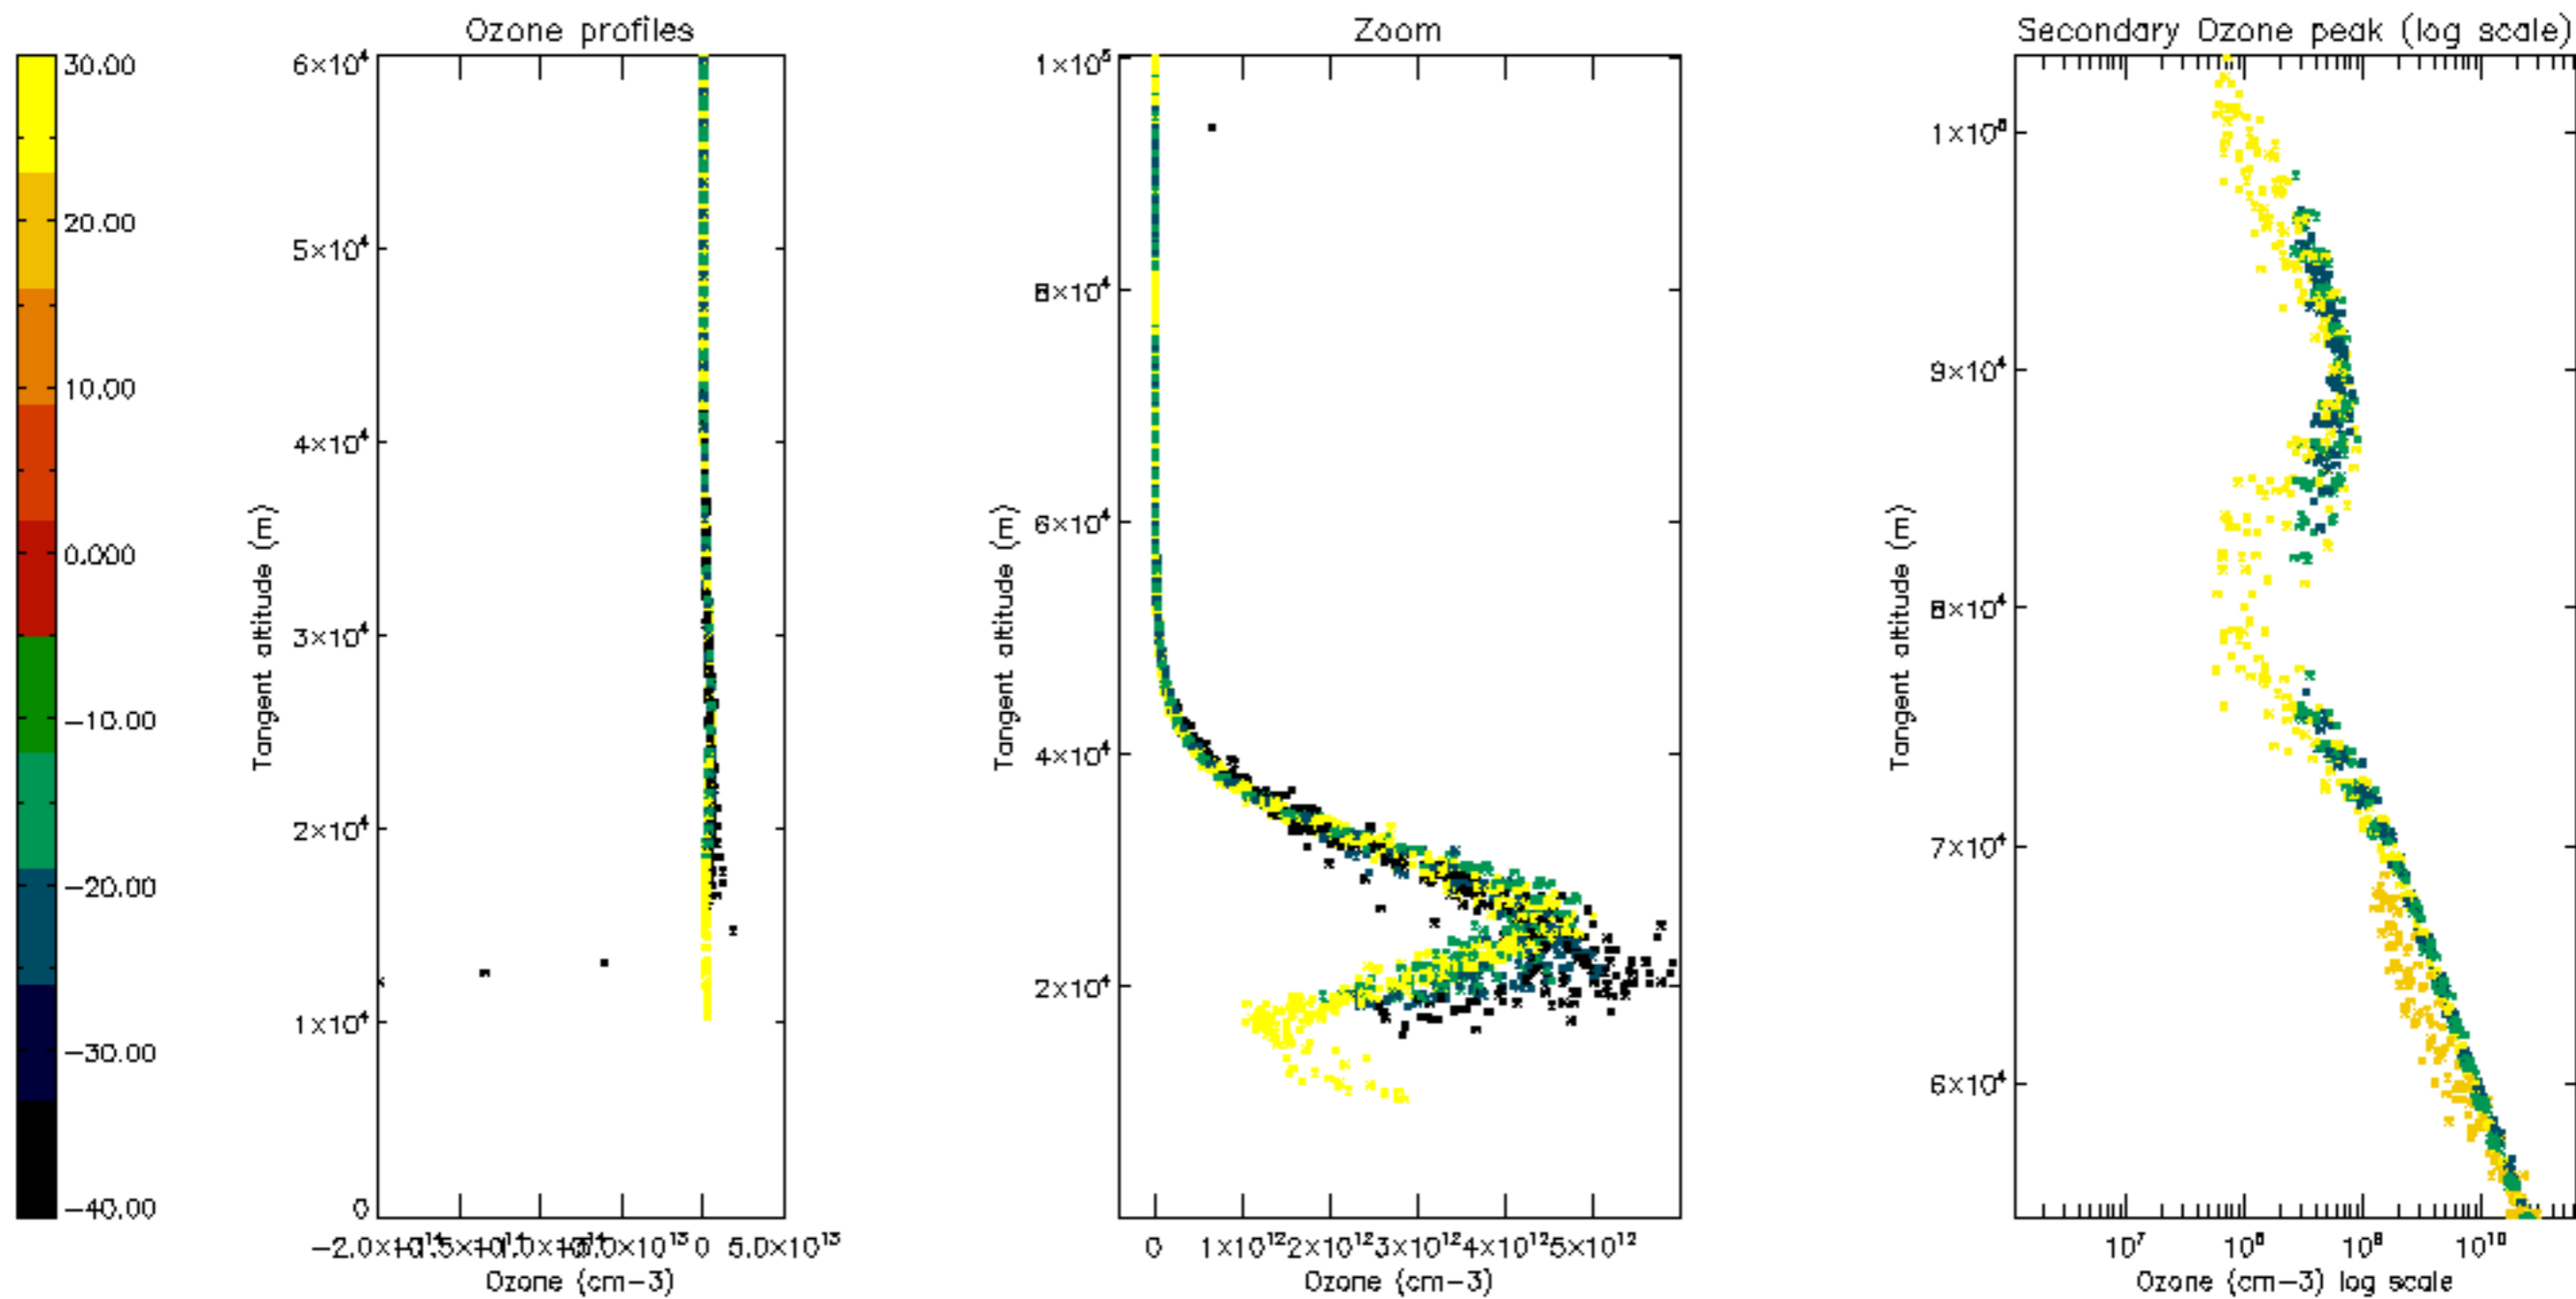 Ozone profiles
Zoom
Secondary Ozone peak (log scale)
30.00
20.00
10.00
0.000
−10.00
−20.00
−30.00
−40.00
Tangent altitude (m)
6×10⁴
5×10⁴
4×10⁴
3×10⁴
2×10⁴
1×10⁴
0
0 5.0×10¹³
Ozone (cm−3)
Tangent altitude (m)
1×10⁵
8×10⁴
6×10⁴
4×10⁴
2×10⁴
0 1×10¹² 2×10¹² 3×10¹² 4×10¹² 5×10¹²
Ozone (cm−3)
Tangent altitude (m)
9×10⁴
8×10⁴
7×10⁴
6×10⁴
10⁷ 10⁸ 10⁹ 10¹⁰
Ozone (cm−3) log scale